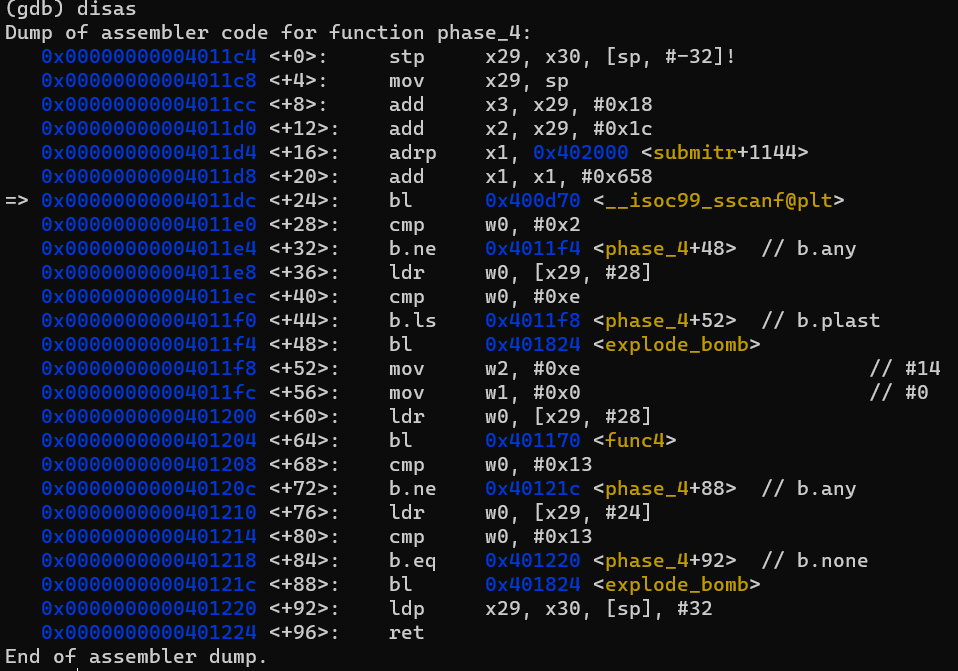 (gdb) disas
Dump of assembler code for function phase_4:
   0x00000000004011c4 <+0>:     stp     x29, x30, [sp, #-32]!
   0x00000000004011c8 <+4>:     mov     x29, sp
   0x00000000004011cc <+8>:     add     x3, x29, #0x18
   0x00000000004011d0 <+12>:    add     x2, x29, #0x1c
   0x00000000004011d4 <+16>:    adrp    x1, 0x402000 <submitr+1144>
   0x00000000004011d8 <+20>:    add     x1, x1, #0x658
=> 0x00000000004011dc <+24>:    bl      0x400d70 <__isoc99_sscanf@plt>
   0x00000000004011e0 <+28>:    cmp     w0, #0x2
   0x00000000004011e4 <+32>:    b.ne    0x4011f4 <phase_4+48>  // b.any
   0x00000000004011e8 <+36>:    ldr     w0, [x29, #28]
   0x00000000004011ec <+40>:    cmp     w0, #0xe
   0x00000000004011f0 <+44>:    b.ls    0x4011f8 <phase_4+52>  // b.plast
   0x00000000004011f4 <+48>:    bl      0x401824 <explode_bomb>
   0x00000000004011f8 <+52>:    mov     w2, #0xe                        // #14
   0x00000000004011fc <+56>:    mov     w1, #0x0                        // #0
   0x0000000000401200 <+60>:    ldr     w0, [x29, #28]
   0x0000000000401204 <+64>:    bl      0x401170 <func4>
   0x0000000000401208 <+68>:    cmp     w0, #0x13
   0x000000000040120c <+72>:    b.ne    0x40121c <phase_4+88>  // b.any
   0x0000000000401210 <+76>:    ldr     w0, [x29, #24]
   0x0000000000401214 <+80>:    cmp     w0, #0x13
   0x0000000000401218 <+84>:    b.eq    0x401220 <phase_4+92>  // b.none
   0x000000000040121c <+88>:    bl      0x401824 <explode_bomb>
   0x0000000000401220 <+92>:    ldp     x29, x30, [sp], #32
   0x0000000000401224 <+96>:    ret
End of assembler dump.